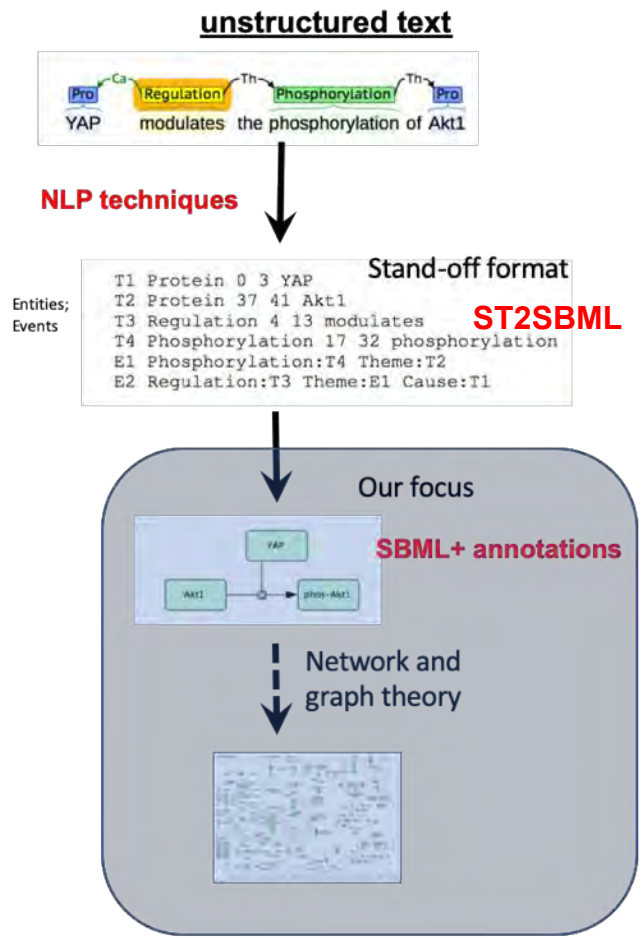 unstructured text
Pro Ca Regulation Th Phosphorylation Th Pro
YAP modulates the phosphorylation of Akt1
NLP techniques
Stand-off format
Entities;
Events
T1 Protein 0 3 YAP
T2 Protein 37 41 Akt1
T3 Regulation 4 13 modulates
ST2SBML
T4 Phosphorylation 17 32 phosphorylation
E1 Phosphorylation:T4 Theme:T2
E2 Regulation:T3 Theme:E1 Cause:T1
Our focus
YAP
SBML+ annotations
Akt1 phos-Akt1
Network and
graph theory